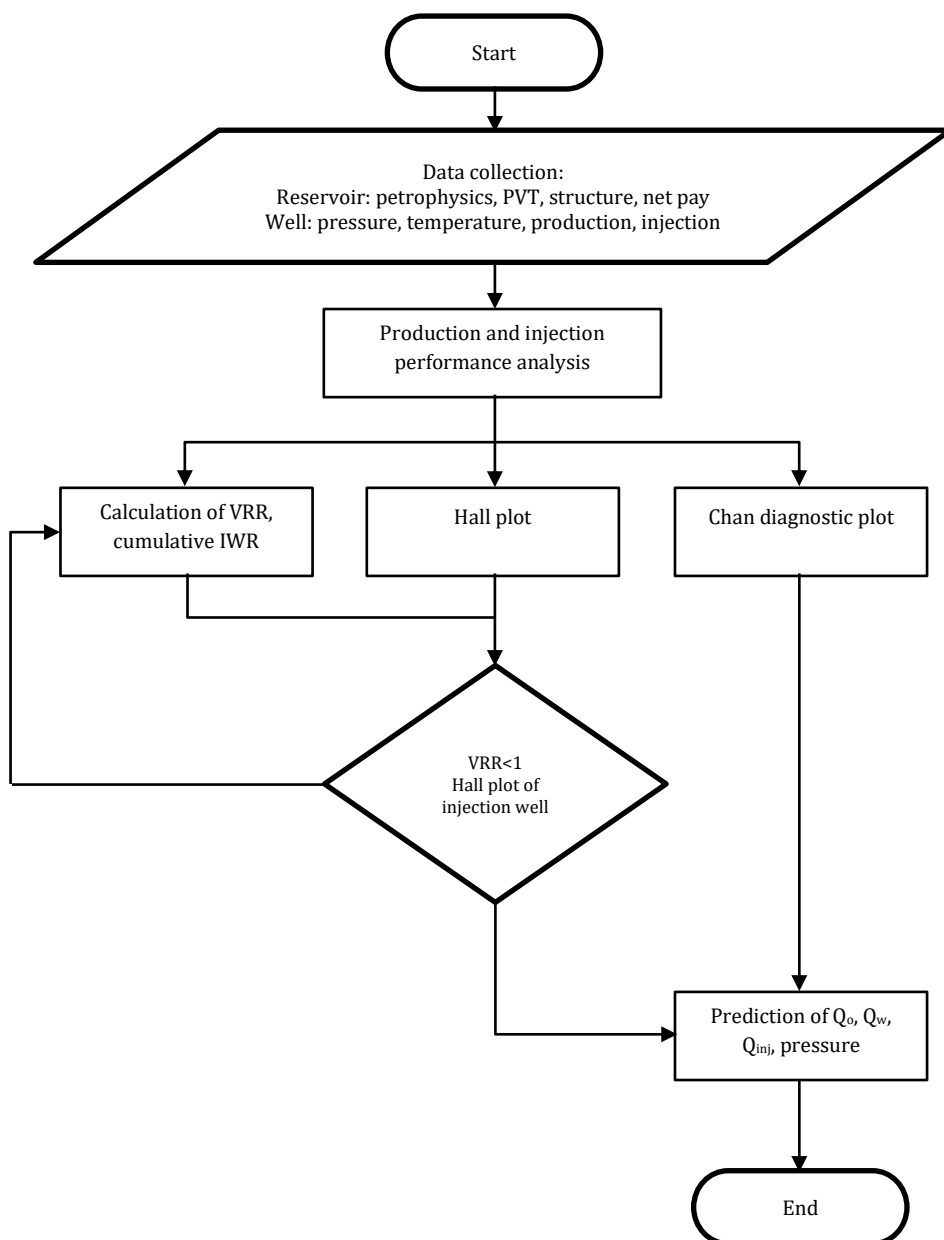 Start
Data collection:
Reservoir: petrophysics, PVT, structure, net pay
Well: pressure, temperature, production, injection
Production and injection
performance analysis
Calculation of VRR,
cumulative IWR
Hall plot
Chan diagnostic plot
VRR<1
Hall plot of
injection well
Prediction of Qo, Qw,
Qinj, pressure
End